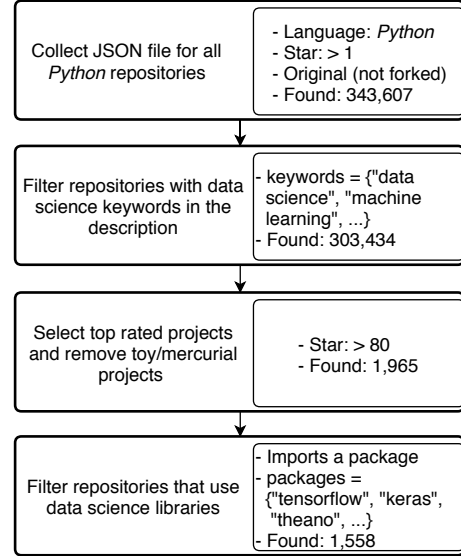 Collect JSON file for all
Python repositories
- Language: Python
- Star: > 1
- Original (not forked)
- Found: 343,607
Filter repositories with data
science keywords in the
description
- keywords = {"data
science", "machine
learning", ...}
- Found: 303,434
Select top rated projects
and remove toy/mercurial
projects
- Star: > 80
- Found: 1,965
Filter repositories that use
data science libraries
- Imports a package
- packages =
{"tensorflow", "keras",
"theano", ...}
- Found: 1,558